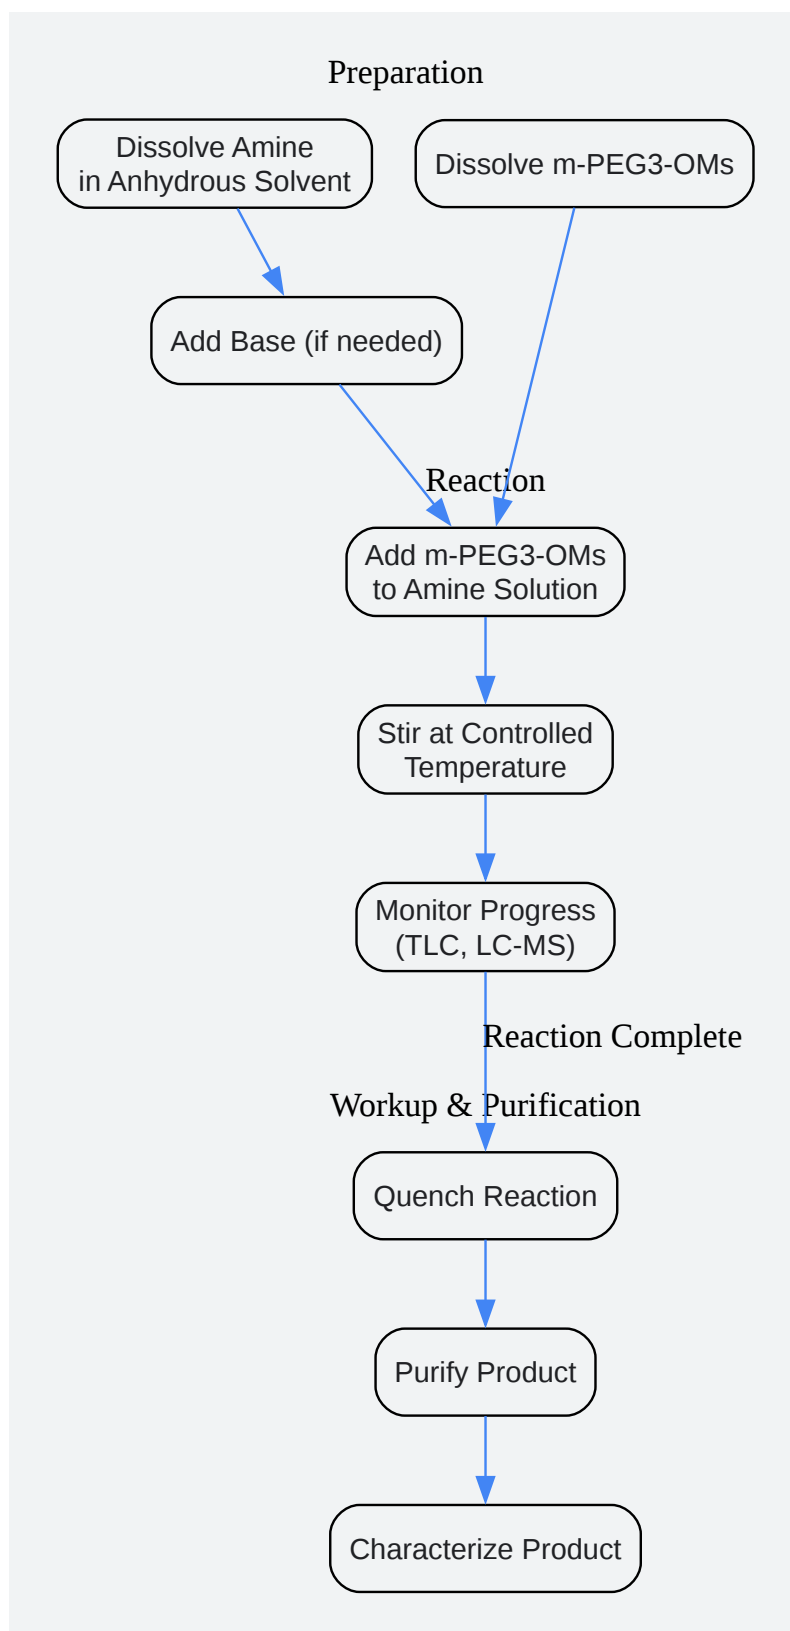 Preparation
Dissolve Amine
in Anhydrous Solvent
Dissolve m-PEG3-OMs
Add Base (if needed)
Reaction
Add m-PEG3-OMs
to Amine Solution
Stir at Controlled
Temperature
Monitor Progress
(TLC, LC-MS)
Reaction Complete
Workup & Purification
Quench Reaction
Purify Product
Characterize Product